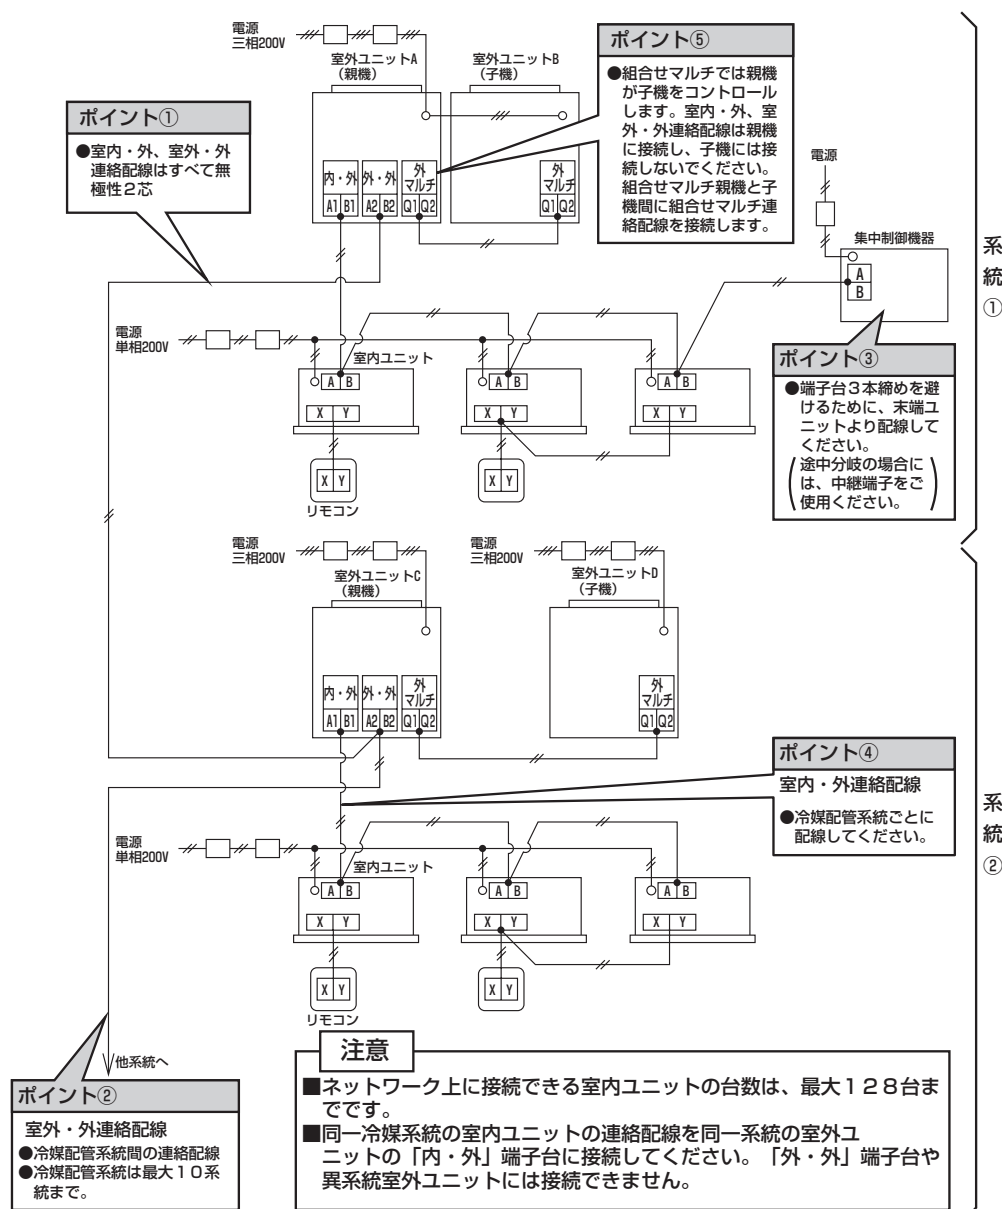 電源
三相200V
室外ユニットA
(親機)
室外ユニットB
(子機)
ポイント⑤
●組合せマルチでは親機
が子機をコントロール
します。室内・外、室
外・外連絡配線は親機
に接続し、子機には接
続しないでください。
組合せマルチ親機と子
機間に組合せマルチ連
絡配線を接続します。
ポイント①
●室内・外、室外・外
連絡配線はすべて無
極性2芯
内・外 外・外 外マルチ
A1 B1 A2 B2 Q1 Q2
外マルチ
Q1 Q2
電源
集中制御機器
A
B
系統①
電源
単相200V
室内ユニット
A B
A B
A B
X Y
X Y
X Y
X Y
X Y
リモコン
ポイント③
●端子台3本締めを避
けるために、末端ユ
ニットより配線して
ください。
(途中分岐の場合に
は、中継端子をご
使用ください。)
電源
三相200V
室外ユニットC
(親機)
電源
三相200V
室外ユニットD
(子機)
内・外 外・外 外マルチ
A1 B1 A2 B2 Q1 Q2
外マルチ
Q1 Q2
ポイント④
室内・外連絡配線
●冷媒配管系統ごとに
配線してください。
系統②
電源
単相200V
室内ユニット
A B
A B
A B
X Y
X Y
X Y
X Y
X Y
リモコン
他系統へ
ポイント②
室外・外連絡配線
●冷媒配管系統間の連絡配線
●冷媒配管系統は最大10系
統まで。
注意
■ネットワーク上に接続できる室内ユニットの台数は、最大128台ま
でです。
■同一冷媒系統の室内ユニットの連絡配線を同一系統の室外ユ
ニットの「内・外」端子台に接続してください。「外・外」端子台や
異系統室外ユニットには接続できません。